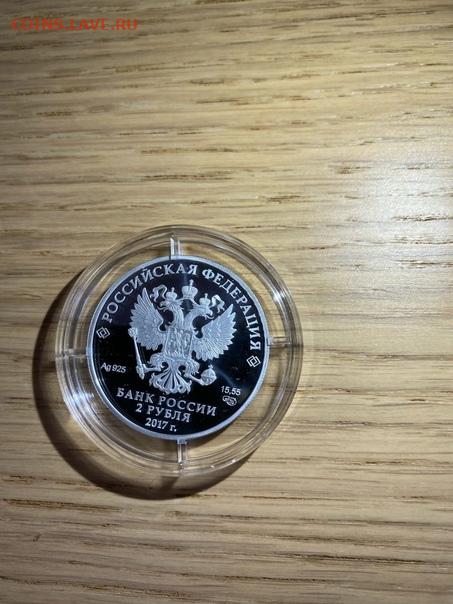 COINS.LAVE.RU
РОССИЙСКАЯ ФЕДЕРАЦИЯ
Ag 925
15,55
БАНК РОССИИ
2 РУБЛЯ
2017 г.